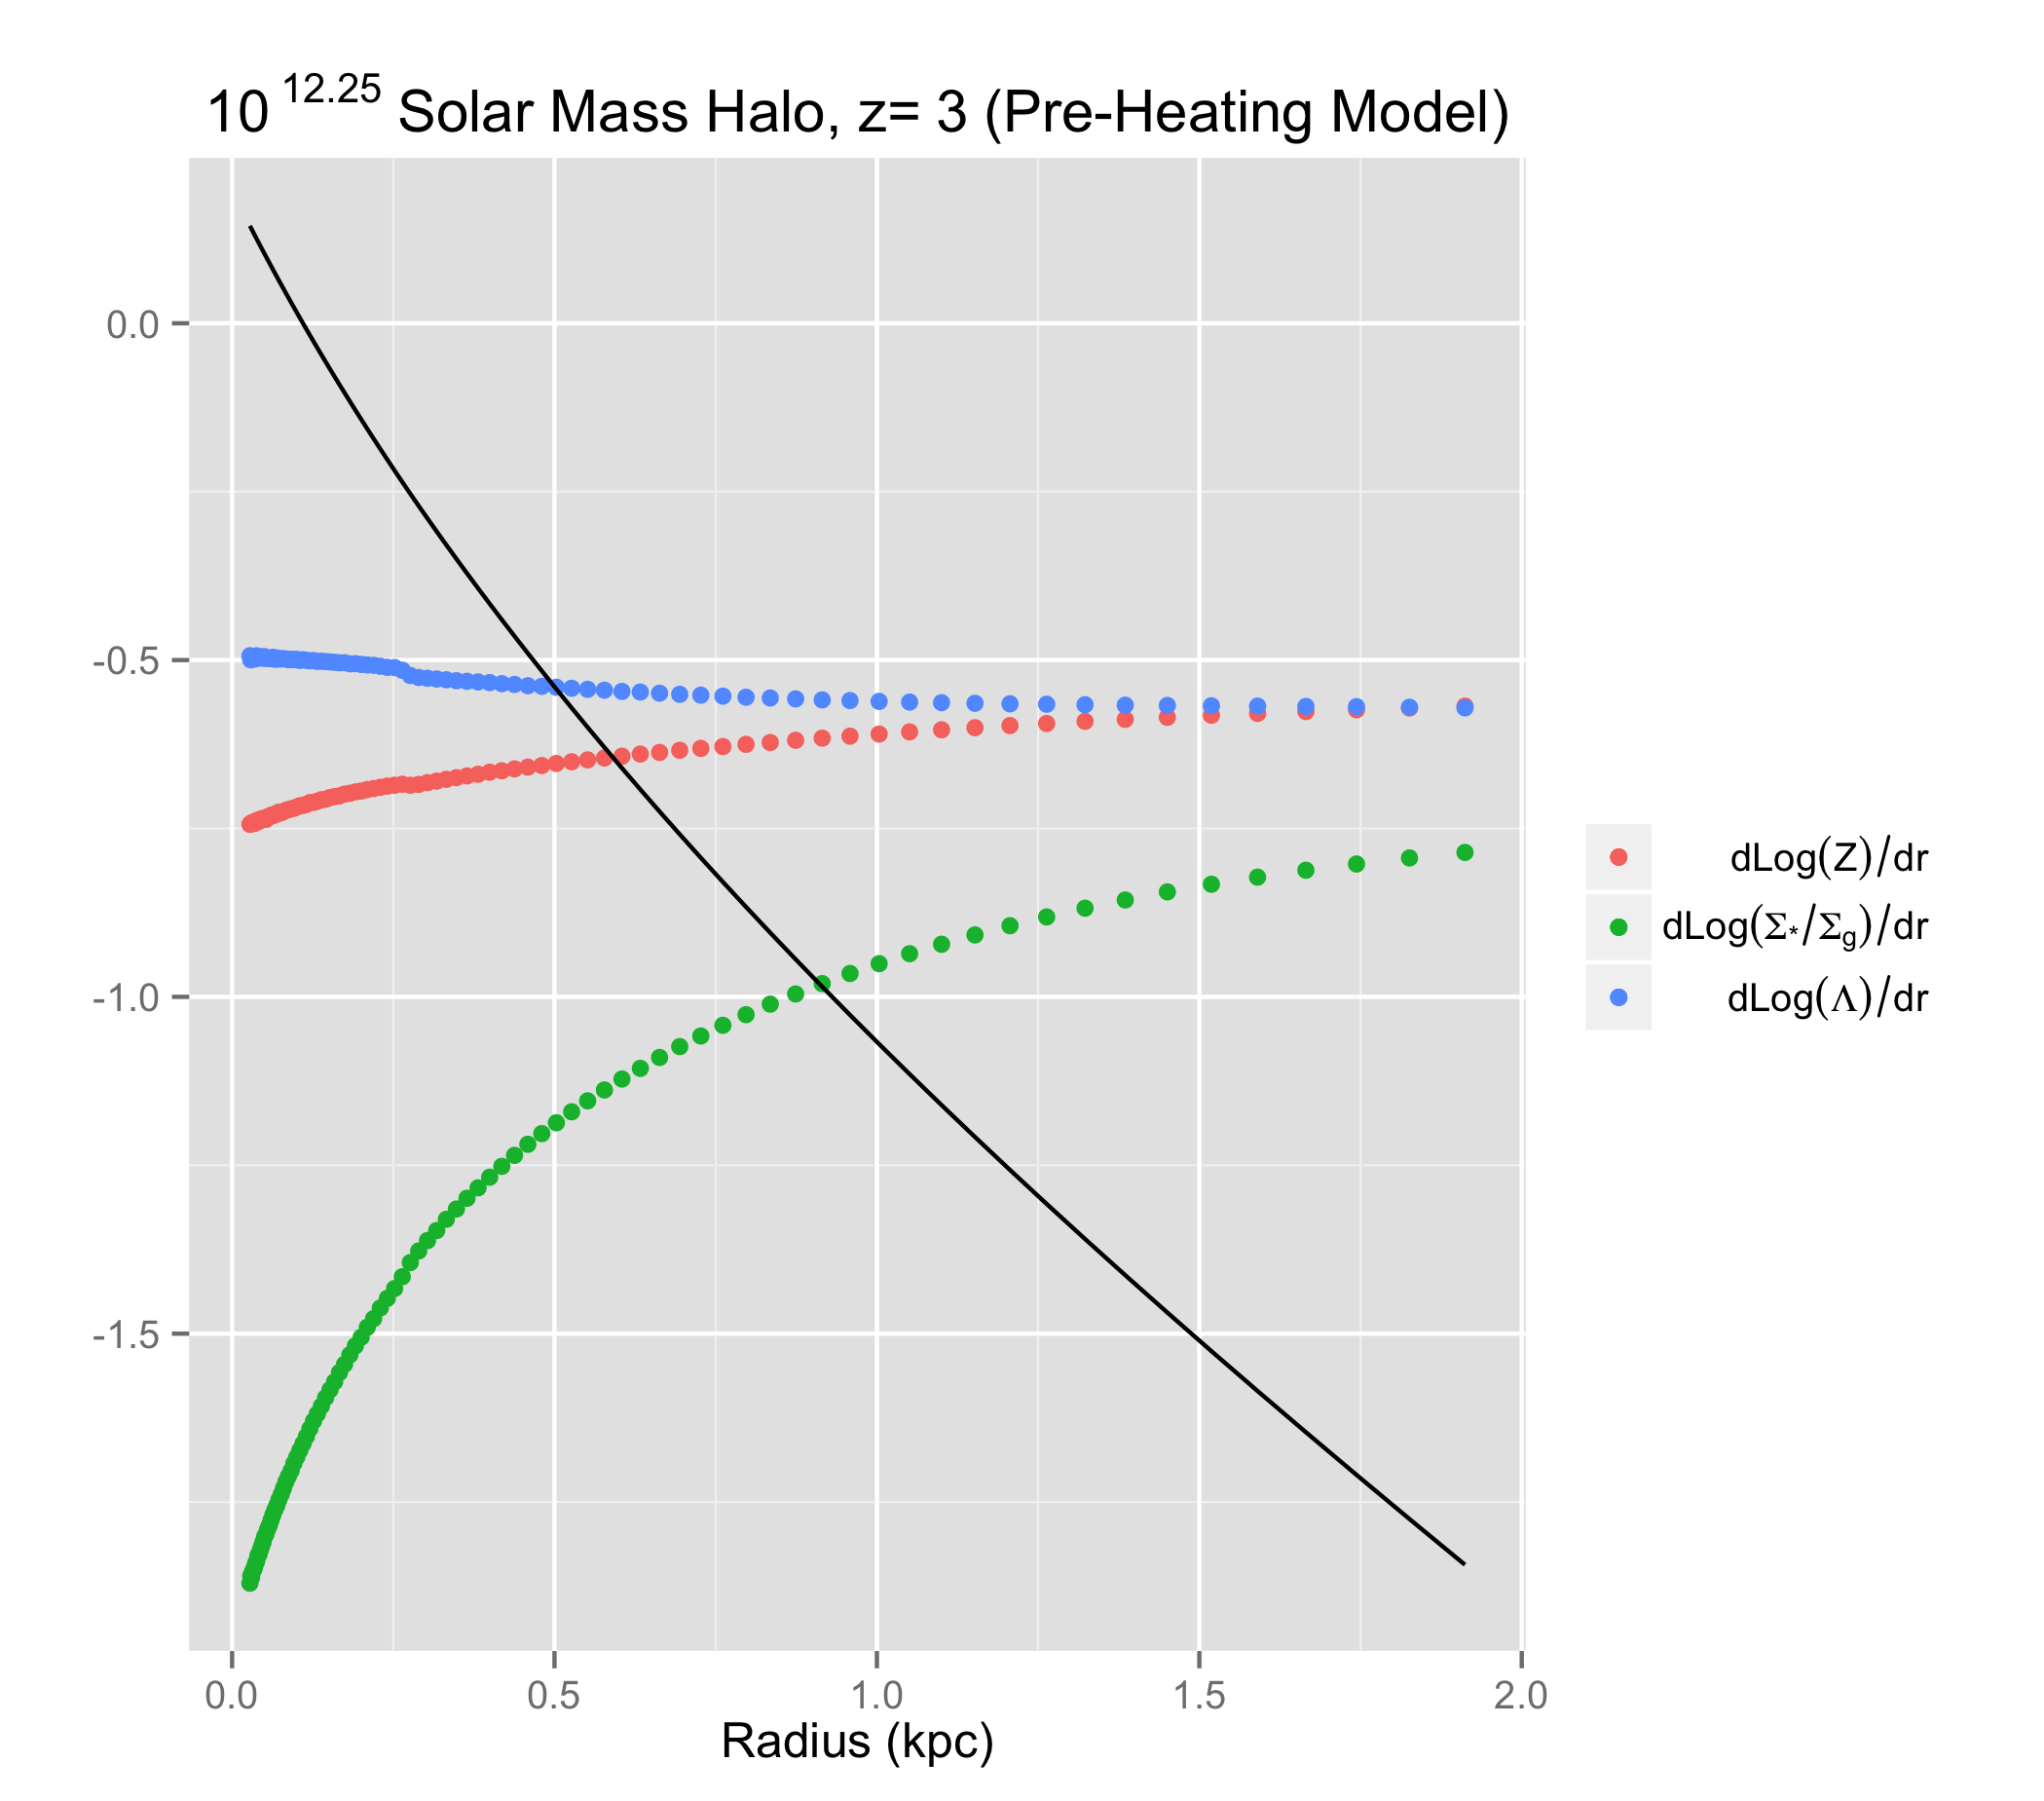 10 12.25 Solar Mass Halo, z= 3 (Pre-Heating Model)
0.0
-0.5
-1.0
-1.5
0.0 0.5 1.0 1.5 2.0
Radius (kpc)
dLog(Z)/dr
dLog(Σ*/Σg)/dr
dLog(Λ)/dr